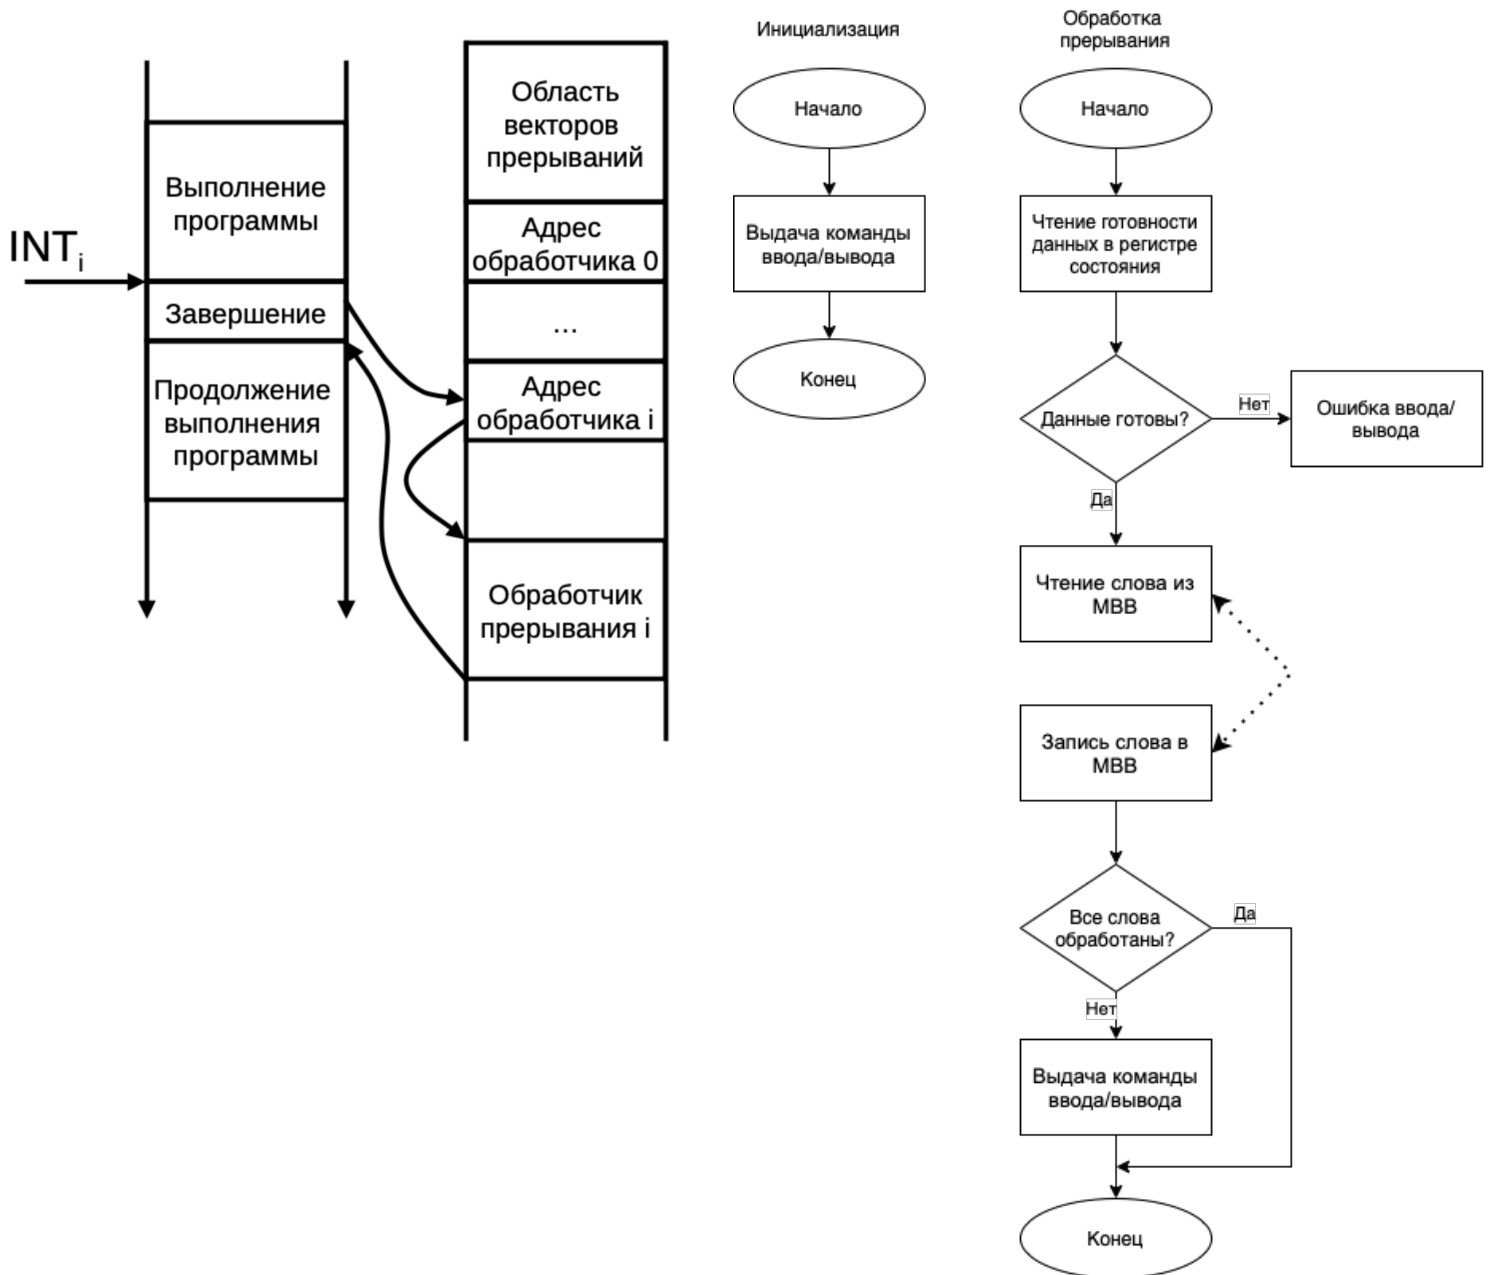 INTi
Выполнение
программы
Завершение
Продолжение
выполнения
программы
Область
векторов
прерываний
Адрес
обработчика 0
...
Адрес
обработчика i
Обработчик
прерывания i
Инициализация
Начало
Выдача команды
ввода/вывода
Конец
Обработка
прерывания
Начало
Чтение готовности
данных в регистре
состояния
Данные готовы?
Нет
Ошибка ввода/
вывода
Да
Чтение слова из
МВВ
Запись слова в
МВВ
Все слова
обработаны?
Да
Нет
Выдача команды
ввода/вывода
Конец